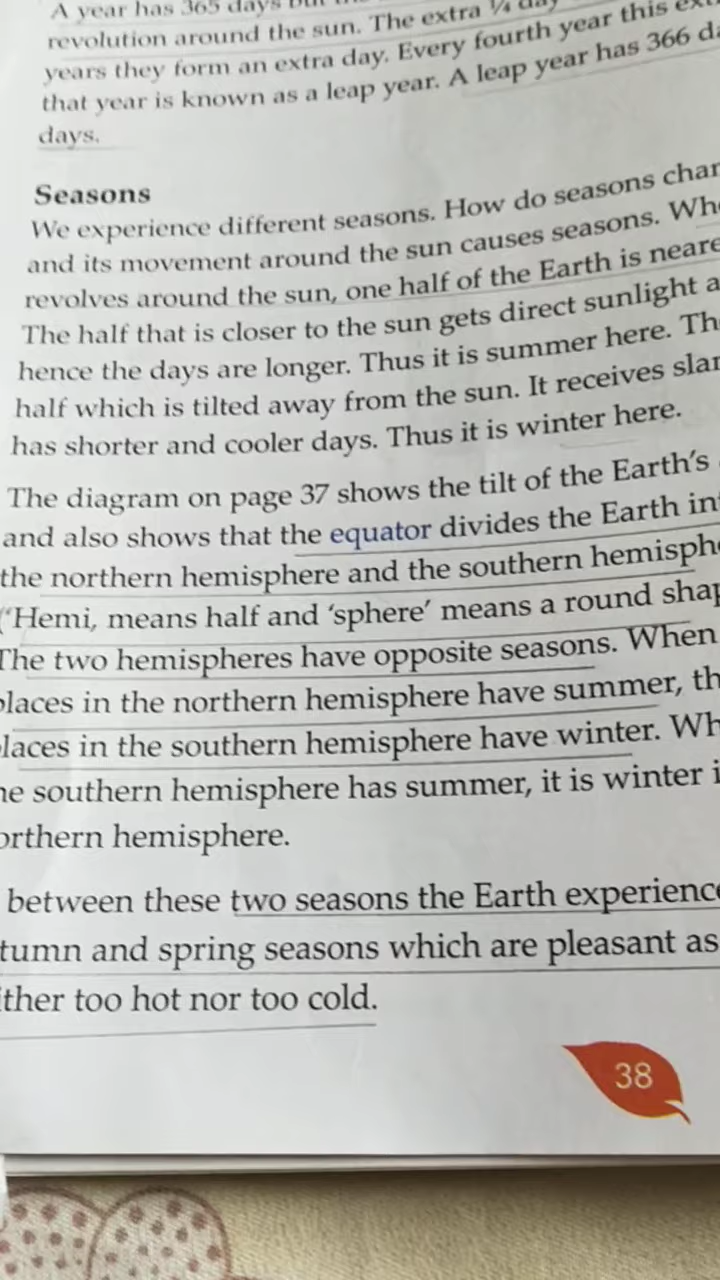 A year has 365 days
revolution around the sun. The extra ¼ day
years they form an extra day. Every fourth year this
that year is known as a leap year. A leap year has 366
days.
Seasons
We experience different seasons. How do seasons
and its movement around the sun causes seasons.
revolves around the sun, one half of the Earth is
The half that is closer to the sun gets direct sunlight
hence the days are longer. Thus it is summer here.
half which is tilted away from the sun. It receives
has shorter and cooler days. Thus it is winter here.
The diagram on page 37 shows the tilt of the Earth's
and also shows that the equator divides the Earth
the northern hemisphere and the southern
('Hemi, means half and 'sphere' means a round
The two hemispheres have opposite seasons. When
places in the northern hemisphere have summer,
laces in the southern hemisphere have winter.
he southern hemisphere has summer, it is winter
orthern hemisphere.
between these two seasons the Earth
tumn and spring seasons which are pleasant as
ither too hot nor too cold.
38